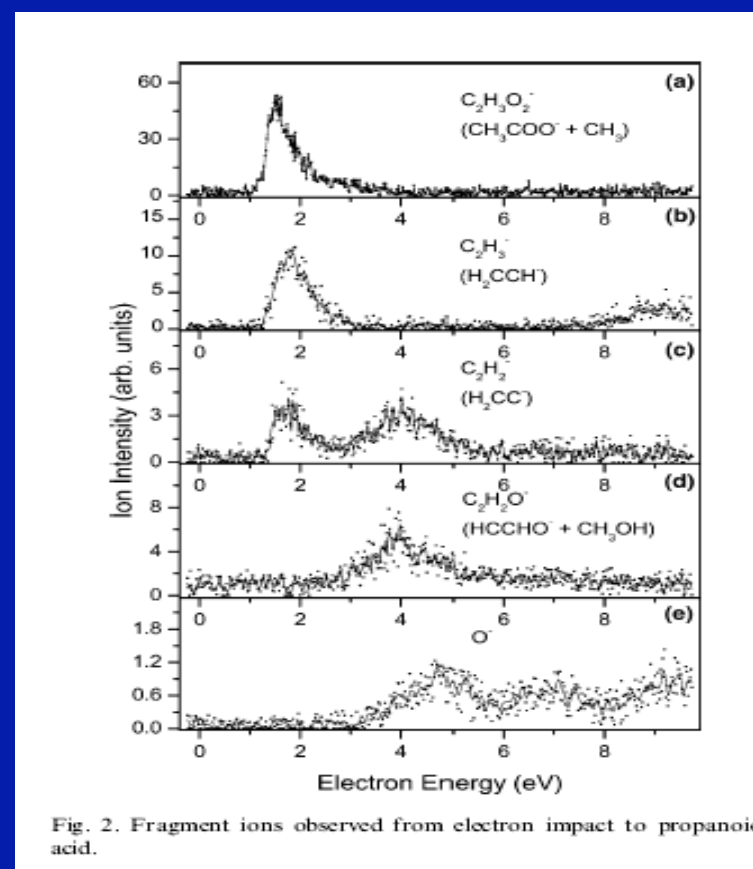 (a)
60
C₂H₃O₂⁻
(CH₃COO⁻ + CH₃)
30
0
0 2 4 6 8
(b)
15
C₂H₃⁻
10
(H₂CCH⁻)
5
0
0 2 4 6 8
(c)
C₂H₂⁻
6
(H₂CC⁻)
3
0
0 2 4 6 8
(d)
C₂H₂O⁻
8
(HCCHO⁻ + CH₃OH)
4
0
0 2 4 6 8
(e)
1.8
O⁻
1.2
0.6
0.0
0 2 4 6 8
Ion Intensity (arb. units)
Electron Energy (eV)
Fig. 2. Fragment ions observed from electron impact to propanoic
acid.